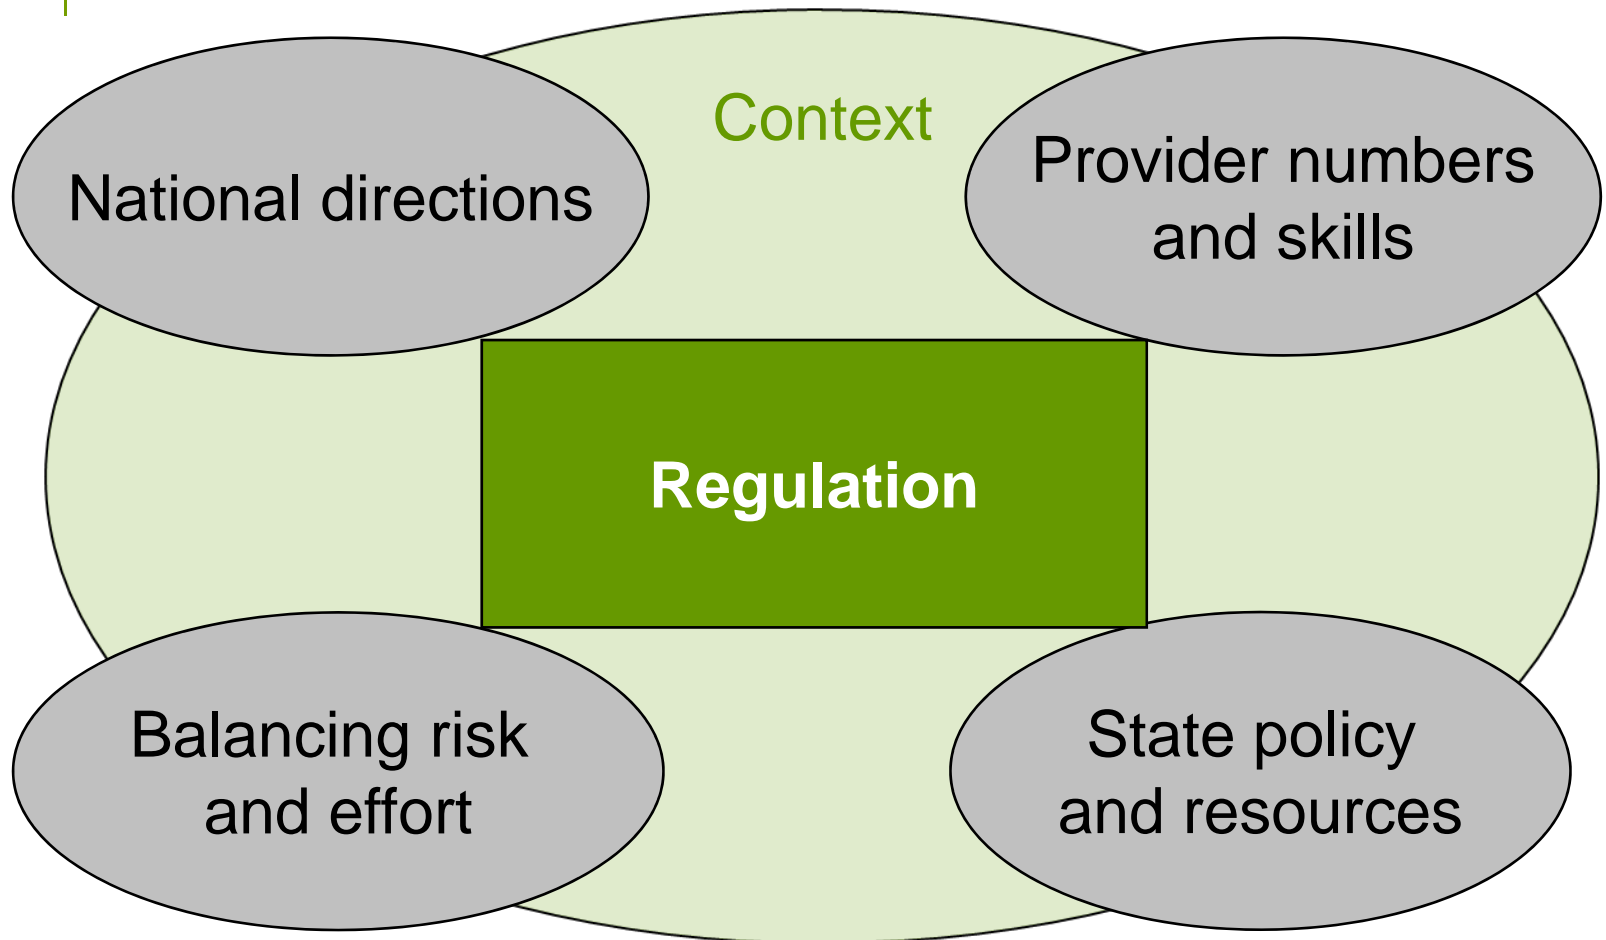 Context
National directions
Provider numbers
and skills
Regulation
Balancing risk
and effort
State policy
and resources